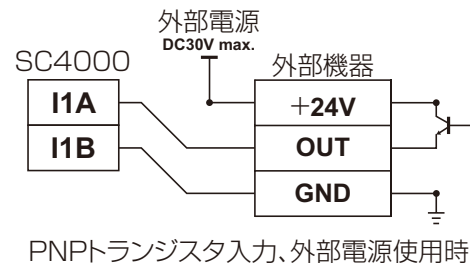 外部電源
DC30V max.
SC4000
外部機器
I1A
+24V
I1B
OUT
GND
PNPトランジスタ入力、外部電源使用時